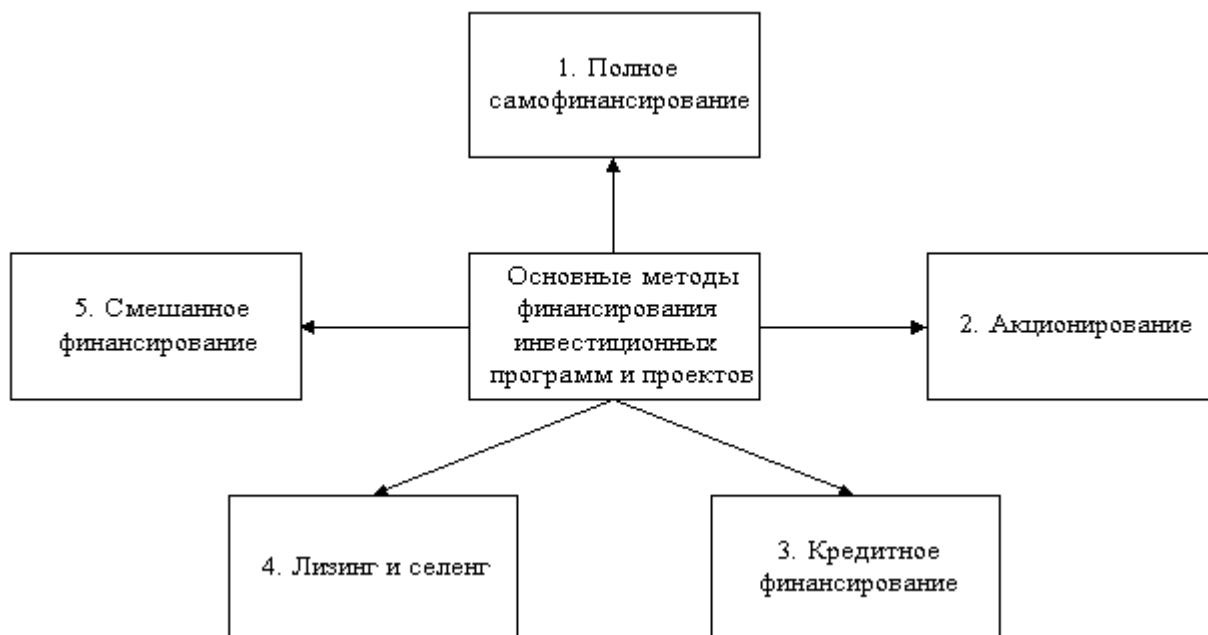 1. Полное
самофинансирование
5. Смешанное
финансирование
Основные методы
финансирования
инвестиционных
программ и проектов
2. Акционирование
4. Лизинг и селенг
3. Кредитное
финансирование